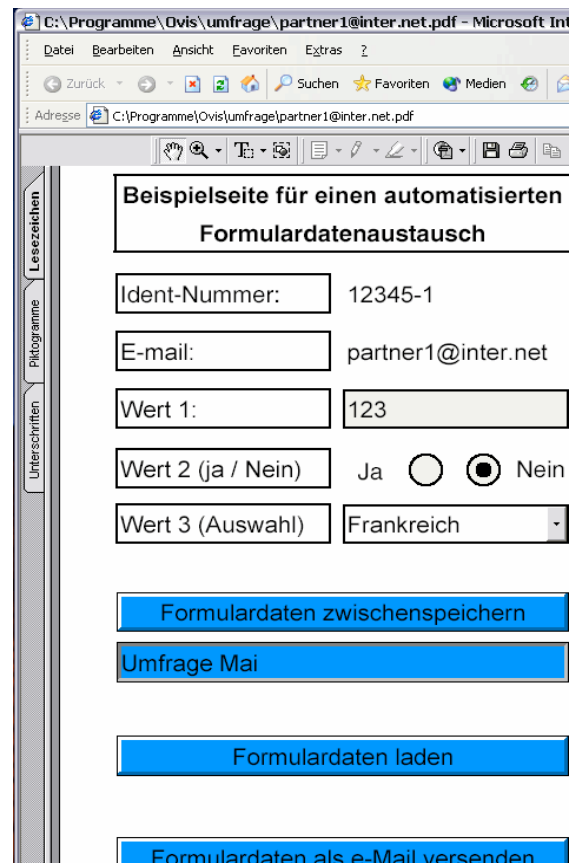 C:\Programme\Ovis\umfrage\partner1@inter.net.pdf - Microsoft Int
Datei Bearbeiten Ansicht Favoriten Extras ?
Zurück Suchen Favoriten Medien
Adresse C:\Programme\Ovis\umfrage\partner1@inter.net.pdf
Lesezeichen
Piktogramme
Unterschriften
Beispielseite für einen automatisierten
Formulardatenaustausch
Ident-Nummer: 12345-1
E-mail: partner1@inter.net
Wert 1: 123
Wert 2 (ja / Nein) Ja Nein
Wert 3 (Auswahl) Frankreich
Formulardaten zwischenspeichern
Umfrage Mai
Formulardaten laden
Formulardaten als e-Mail versenden